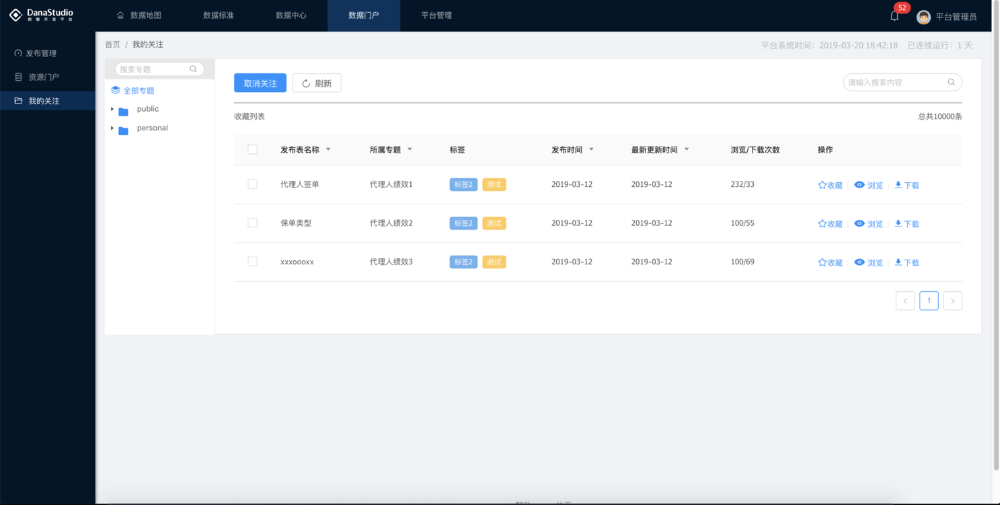 DanaStudio
数智开发平台
数据地图
数据标准
数据中心
数据门户
平台管理
52
平台管理员
发布管理
资源门户
我的关注
首页 / 我的关注
平台系统时间：2019-03-20 18:42:18 已连续运行：1 天
搜索专题
全部专题
public
personal
取消关注
刷新
请输入搜索内容
收藏列表
总共10000条
发布表名称 所属专题 标签 发布时间 最新更新时间 浏览/下载次数 操作
代理人签单 代理人绩效1 标签2 测试 2019-03-12 2019-03-12 232/33 收藏 浏览 下载
保单类型 代理人绩效2 标签2 测试 2019-03-12 2019-03-12 100/55 收藏 浏览 下载
xxxoooxx 代理人绩效3 标签2 测试 2019-03-12 2019-03-12 100/69 收藏 浏览 下载
< 1 >